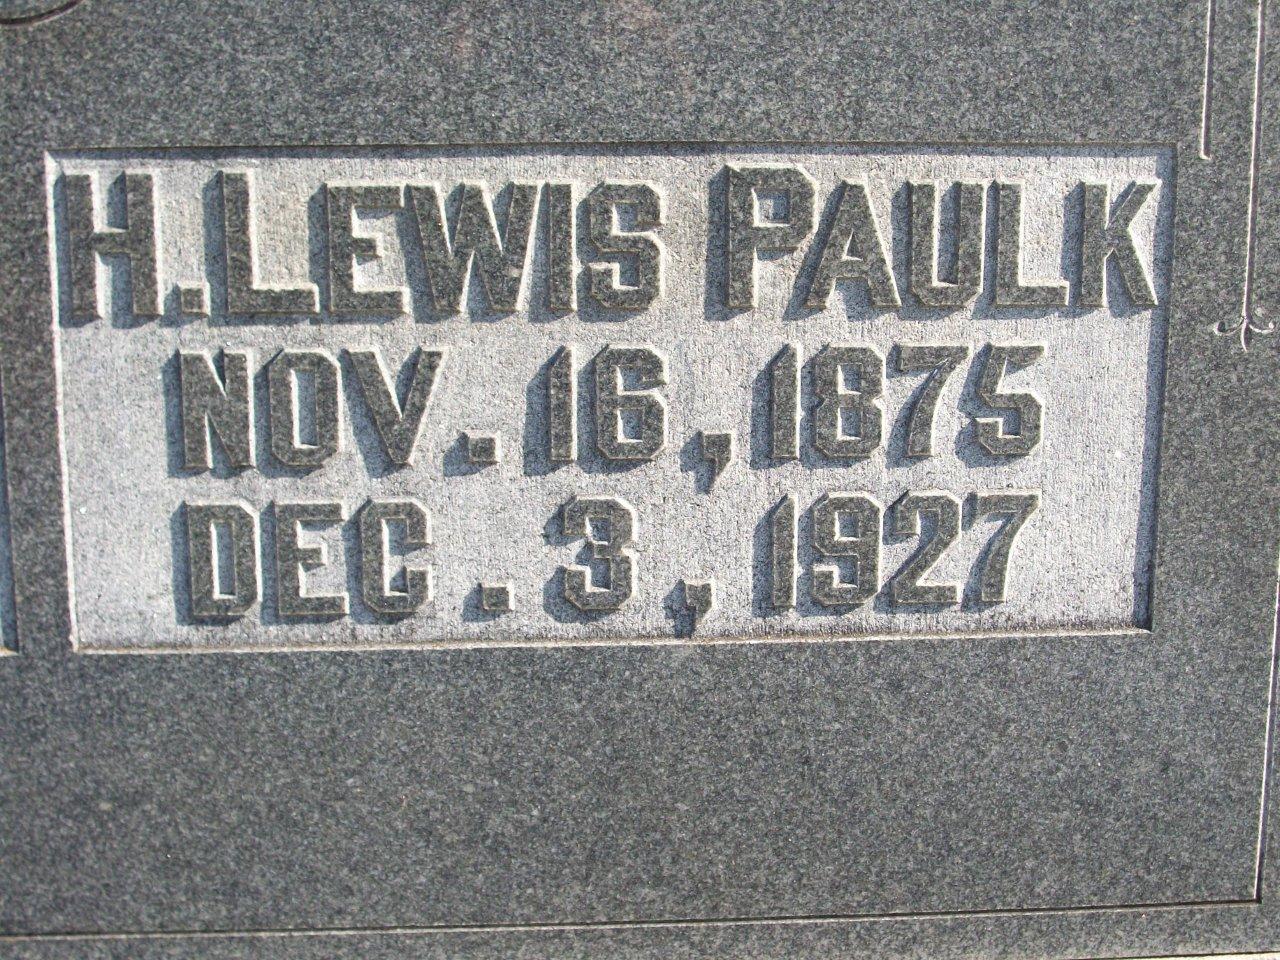 H. LEWIS PAULK
NOV. 16, 1875
DEC. 3, 1927